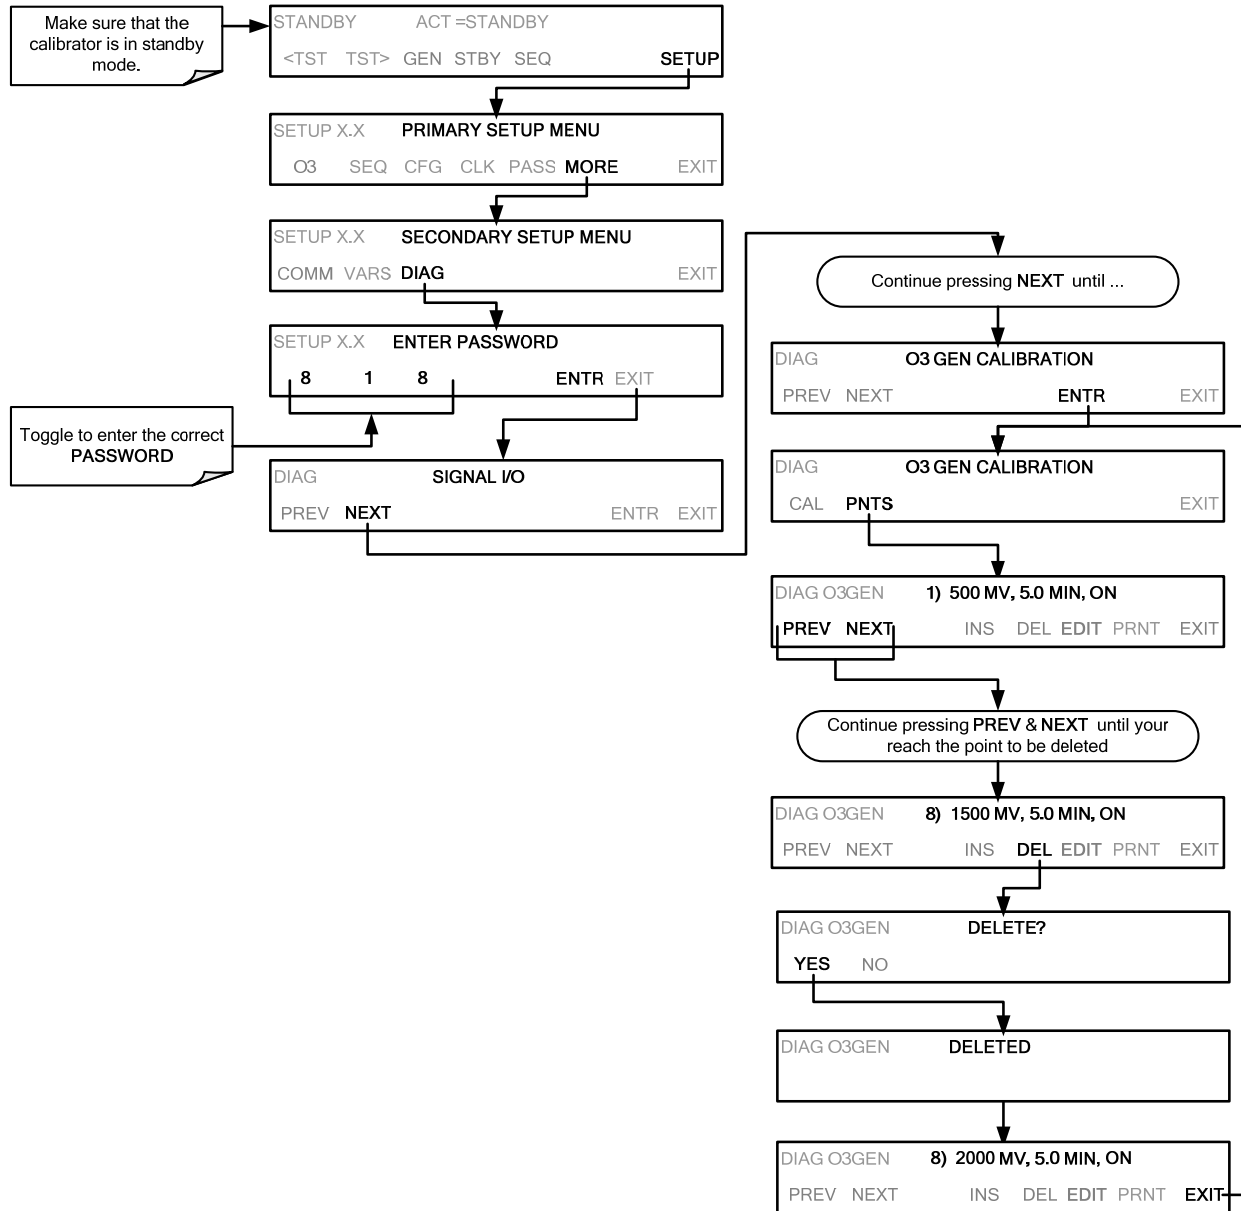 Make sure that the
calibrator is in standby
mode.
STANDBY ACT =STANDBY
<TST TST> GEN STBY SEQ SETUP
SETUP X.X PRIMARY SETUP MENU
O3 SEQ CFG CLK PASS MORE EXIT
SETUP X.X SECONDARY SETUP MENU
COMM VARS DIAG EXIT
SETUP X.X ENTER PASSWORD
8 1 8 ENTR EXIT
Toggle to enter the correct
PASSWORD
DIAG SIGNAL I/O
PREV NEXT ENTR EXIT
Continue pressing NEXT until ...
DIAG O3 GEN CALIBRATION
PREV NEXT ENTR EXIT
DIAG O3 GEN CALIBRATION
CAL PNTS EXIT
DIAG O3GEN 1) 500 MV, 5.0 MIN, ON
PREV NEXT INS DEL EDIT PRNT EXIT
Continue pressing PREV & NEXT until your
reach the point to be deleted
DIAG O3GEN 8) 1500 MV, 5.0 MIN, ON
PREV NEXT INS DEL EDIT PRNT EXIT
DIAG O3GEN DELETE?
YES NO
DIAG O3GEN DELETED
DIAG O3GEN 8) 2000 MV, 5.0 MIN, ON
PREV NEXT INS DEL EDIT PRNT EXIT